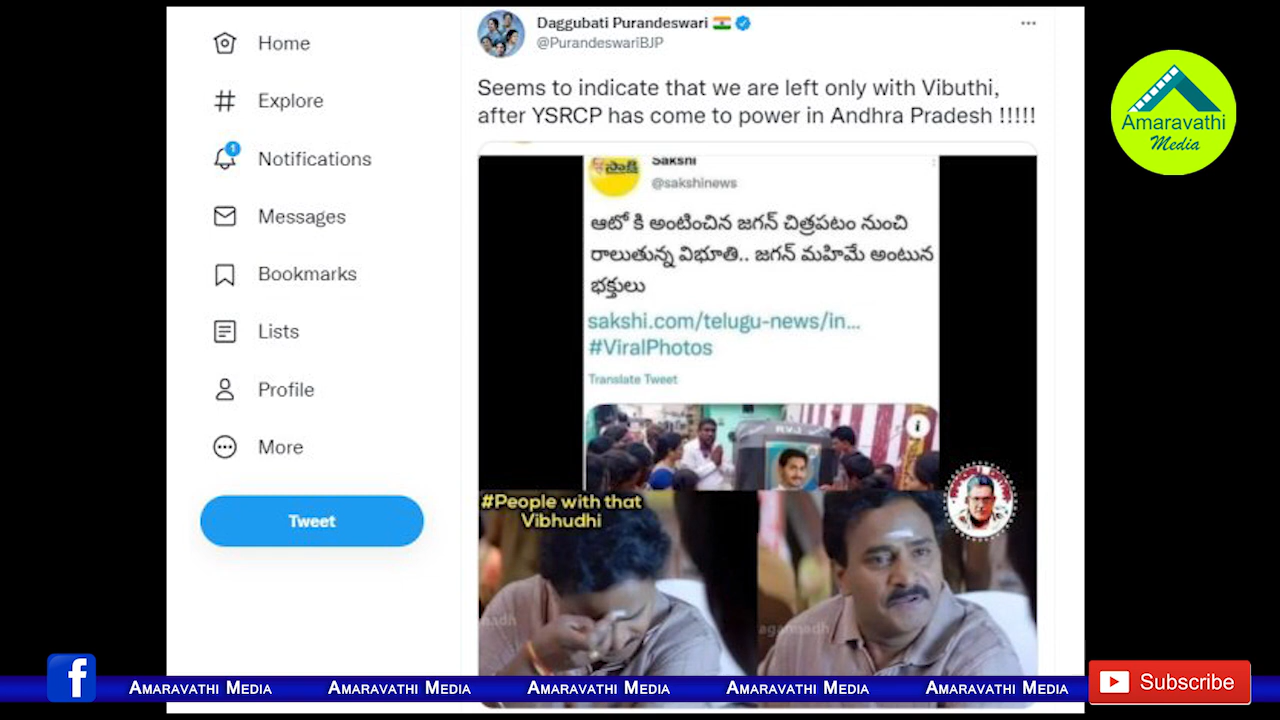 Home
Explore
1
Notifications
Messages
Bookmarks
Lists
Profile
More
Tweet
Daggubati Purandeswari
@PurandeswariBJP
Seems to indicate that we are left only with Vibuthi,
after YSRCP has come to power in Andhra Pradesh !!!!!
సాక్షి
Sakshi
@sakshinews
ఆటో కి అంటించిన జగన్ చిత్రపటం నుంచి
రాలుతున్న విభూతి.. జగన్ మహిమే అంటున
భక్తులు
sakshi.com/telugu-news/in...
#ViralPhotos
Translate Tweet
RV-2
#People with that
Vibhudhi
Amaravathi
Media
Amaravathi Media
Amaravathi Media
Amaravathi Media
Amaravathi Media
Amaravathi Media
Subscribe